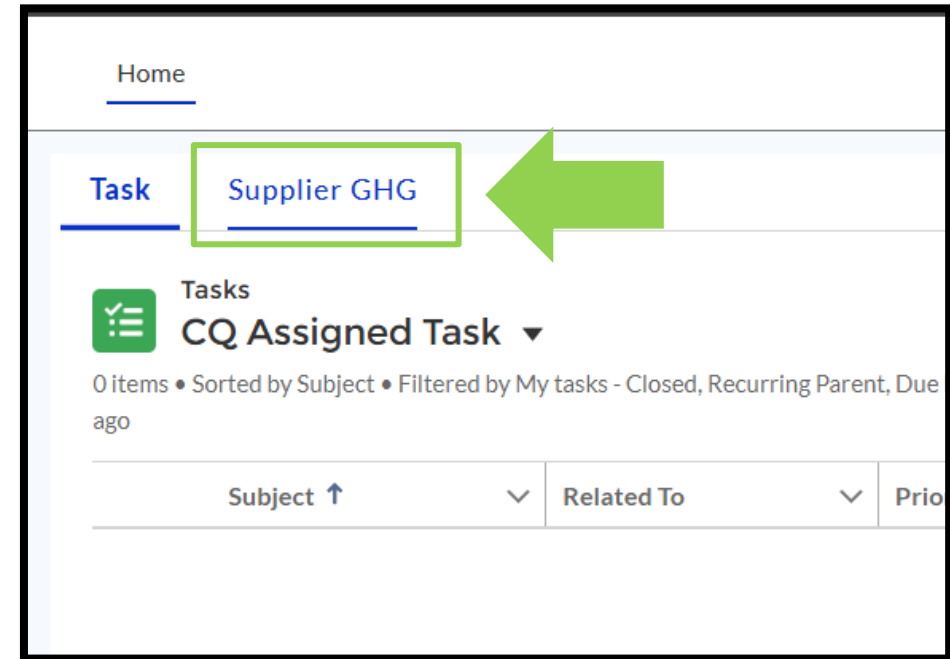 Home
Task Supplier GHG
Tasks
CQ Assigned Task
0 items • Sorted by Subject • Filtered by My tasks - Closed, Recurring Parent, Due
ago
Subject Related To Prio